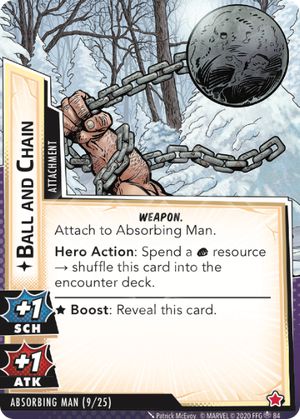 BALL AND CHAIN
ATTACHMENT
WEAPON.
Attach to Absorbing Man.
Hero Action: Spend a resource
→ shuffle this card into the
encounter deck.
★ Boost: Reveal this card.
+1
SCH
+1
ATK
ABSORBING MAN (9/25)
Patrick McEvoy. © MARVEL © 2020 FFG 84